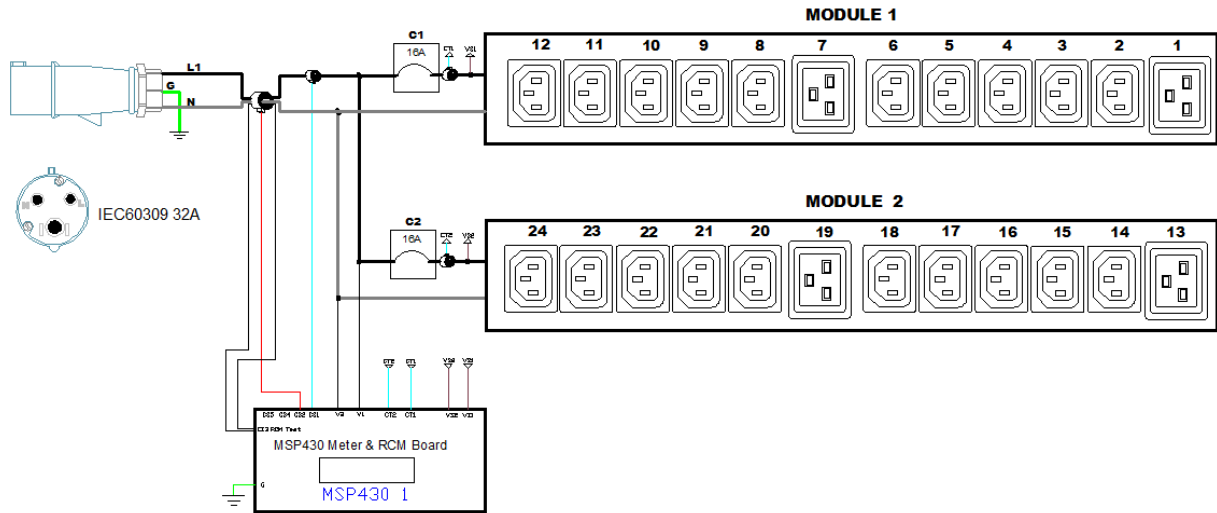 MODULE 1
C1
16A
CT1 VS1
12 11 10 9 8 7 6 5 4 3 2 1
L1
G
N
IEC60309 32A
MODULE 2
C2
16A
CT2 VS2
24 23 22 21 20 19 18 17 16 15 14 13
CT2 CT1 VS2 VS1
CS4 CS2 CS1 V1 CT2 CT1 VS2 VS1
RCM Test
MSP430 Meter & RCM Board
G
MSP430 1